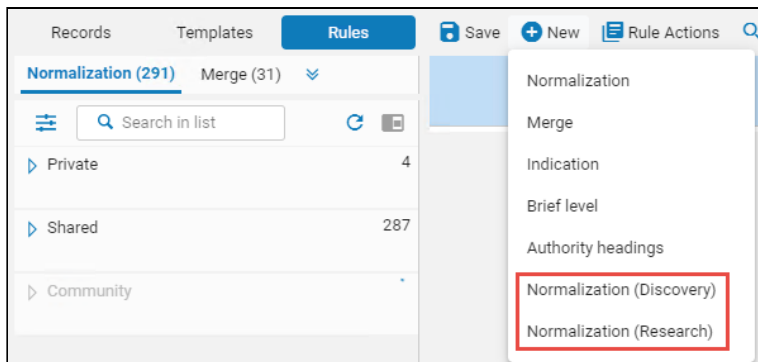 Records Templates Rules Save New Rule Actions
Normalization (291) Merge (31)
Search in list
Private 4
Shared 287
Community
Normalization
Merge
Indication
Brief level
Authority headings
Normalization (Discovery)
Normalization (Research)